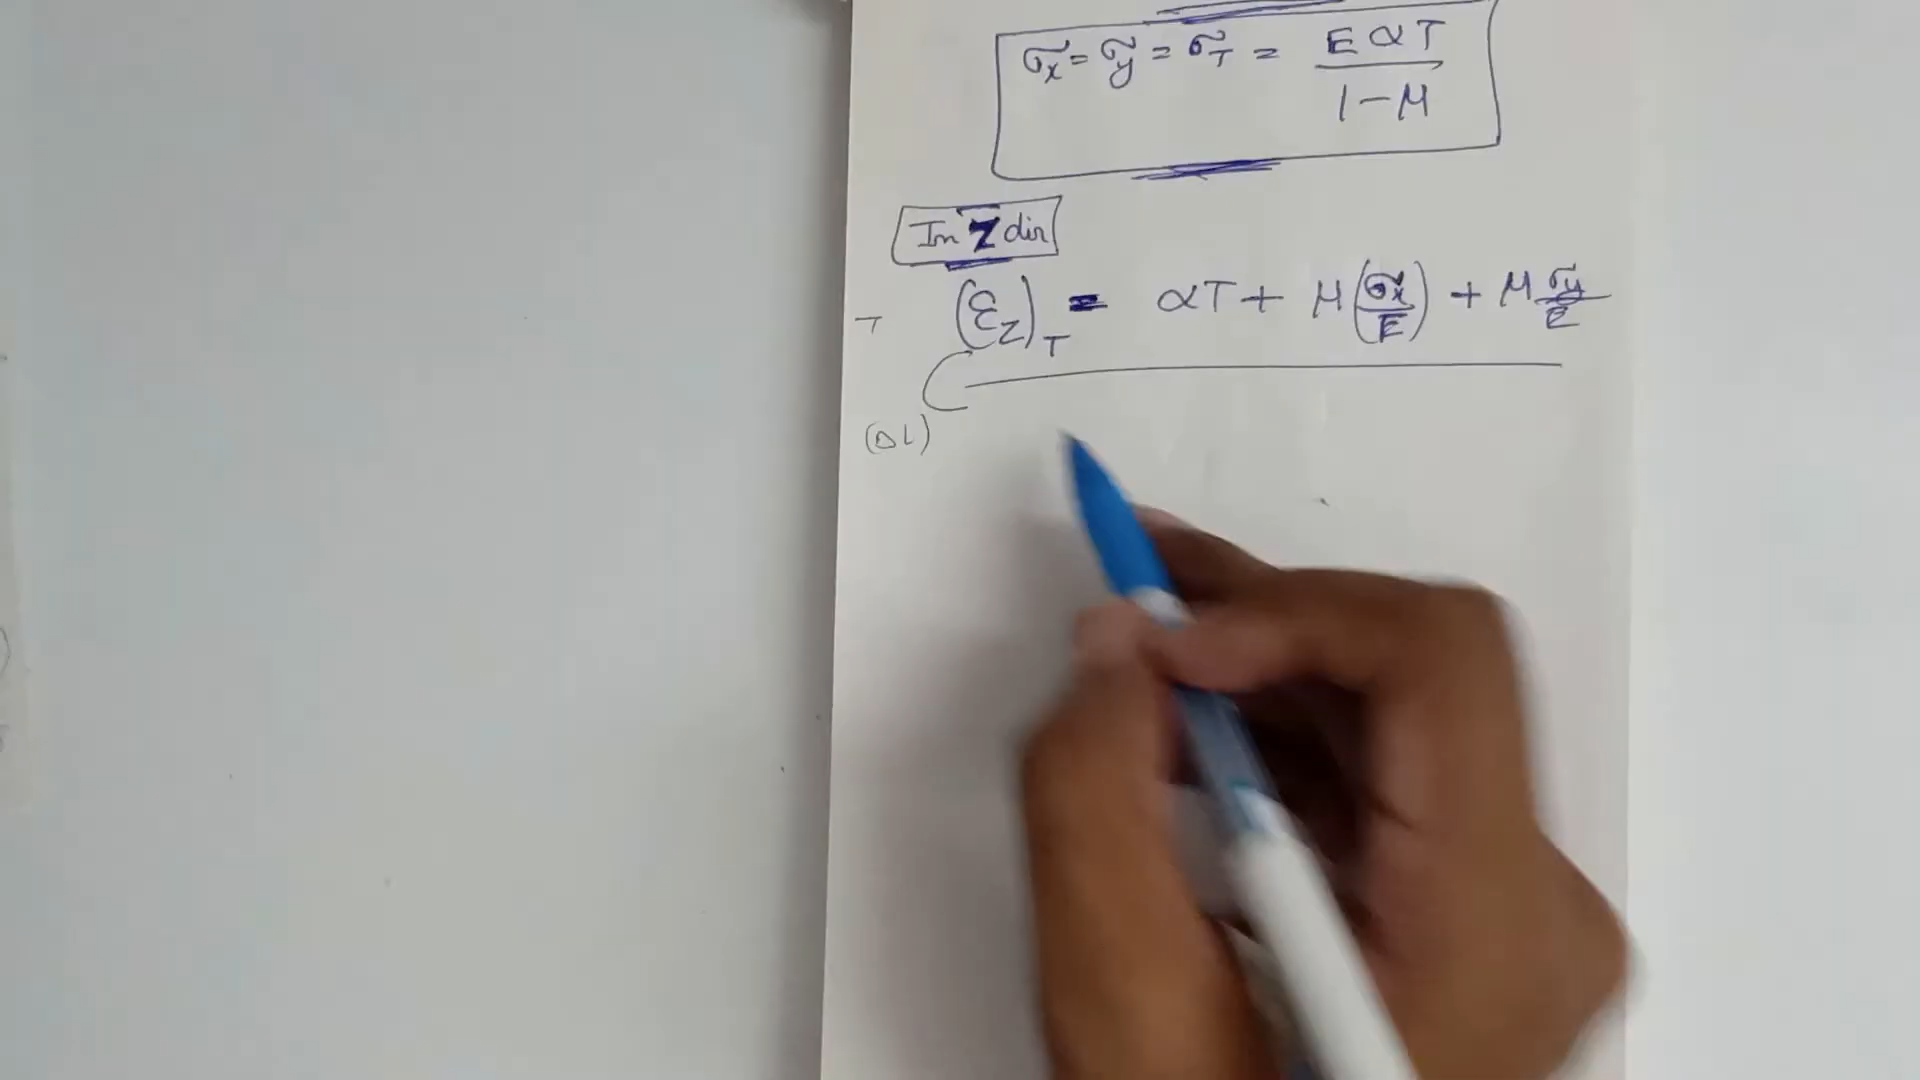 σx = σy = σT = EαT / 1-μ
In Z dir
(εz)T = αT + μ(σx/E) + μ σy/E
(ΔL)